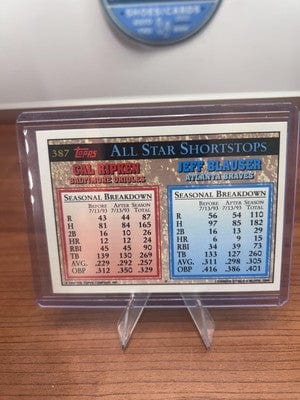 SHOES/CARDS
387 Topps ALL STAR SHORTSTOPS
CAL RIPKEN
BALTIMORE ORIOLES
SEASONAL BREAKDOWN
BEFORE AFTER SEASON
7/13/93 7/13/93 TOTAL
R 43 44 87
H 81 84 165
2B 16 10 26
HR 12 12 24
RBI 45 45 90
TB 139 130 269
AVG. .229 .292 .257
OBP .312 .350 .329
JEFF BLAUSER
ATLANTA BRAVES
SEASONAL BREAKDOWN
BEFORE AFTER SEASON
7/13/93 7/13/93 TOTAL
R 56 54 110
H 97 85 182
2B 16 13 29
HR 6 9 15
RBI 34 39 73
TB 133 127 260
AVG. .311 .298 .305
OBP .416 .386 .401